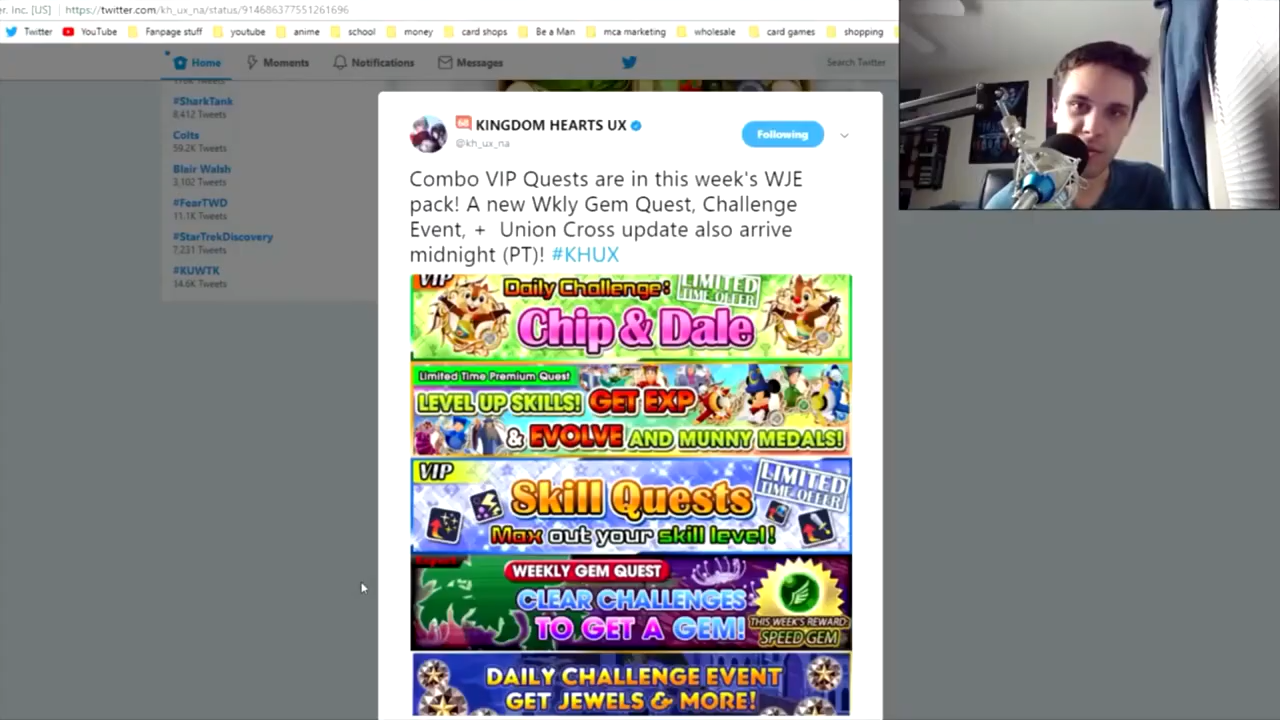 er. Inc. [US]
https://twitter.com/kh_ux_na/status/914686377551261696
Twitter YouTube Fanpage stuff youtube anime school money card shops Be a Man mca marketing wholesale card games shopping
Home Moments Notifications Messages Search Twitter
#SharkTank
8,412 Tweets
Colts
59.2K Tweets
Blair Walsh
3,102 Tweets
#FearTWD
11.1K Tweets
#StarTrekDiscovery
7,231 Tweets
#KUWTK
14.6K Tweets
KINGDOM HEARTS UX
@kh_ux_na
Following
Combo VIP Quests are in this week's WJE
pack! A new Wkly Gem Quest, Challenge
Event, + Union Cross update also arrive
midnight (PT)! #KHUX
VIP
Daily Challenge:
LIMITED
TIME OFFER
Chip & Dale
Limited Time Premium Quest
LEVEL UP SKILLS! GET EXP
& EVOLVE AND MUNNY MEDALS!
VIP
LIMITED
TIME OFFER
Skill Quests
Max out your skill level!
WEEKLY GEM QUEST
CLEAR CHALLENGES
TO GET A GEM!
THIS WEEK'S REWARD:
SPEED GEM
DAILY CHALLENGE EVENT
GET JEWELS & MORE!